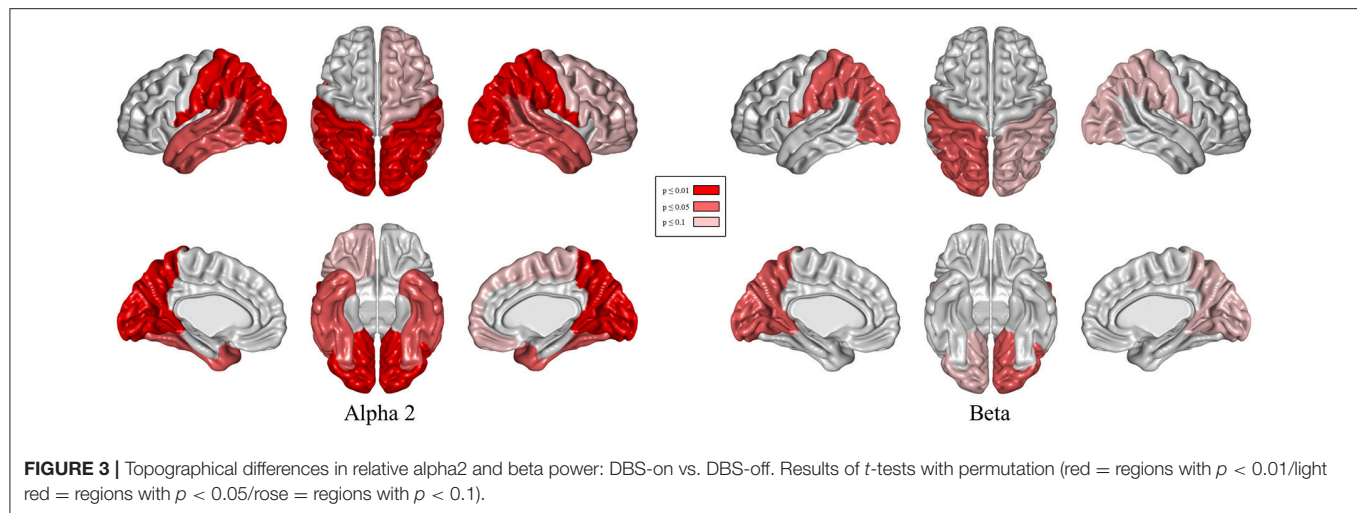 p ≤ 0.01
p ≤ 0.05
p ≤ 0.1
Alpha 2
Beta
FIGURE 3 | Topographical differences in relative alpha2 and beta power: DBS-on vs. DBS-off. Results of t-tests with permutation (red = regions with p < 0.01/light
red = regions with p < 0.05/rose = regions with p < 0.1).